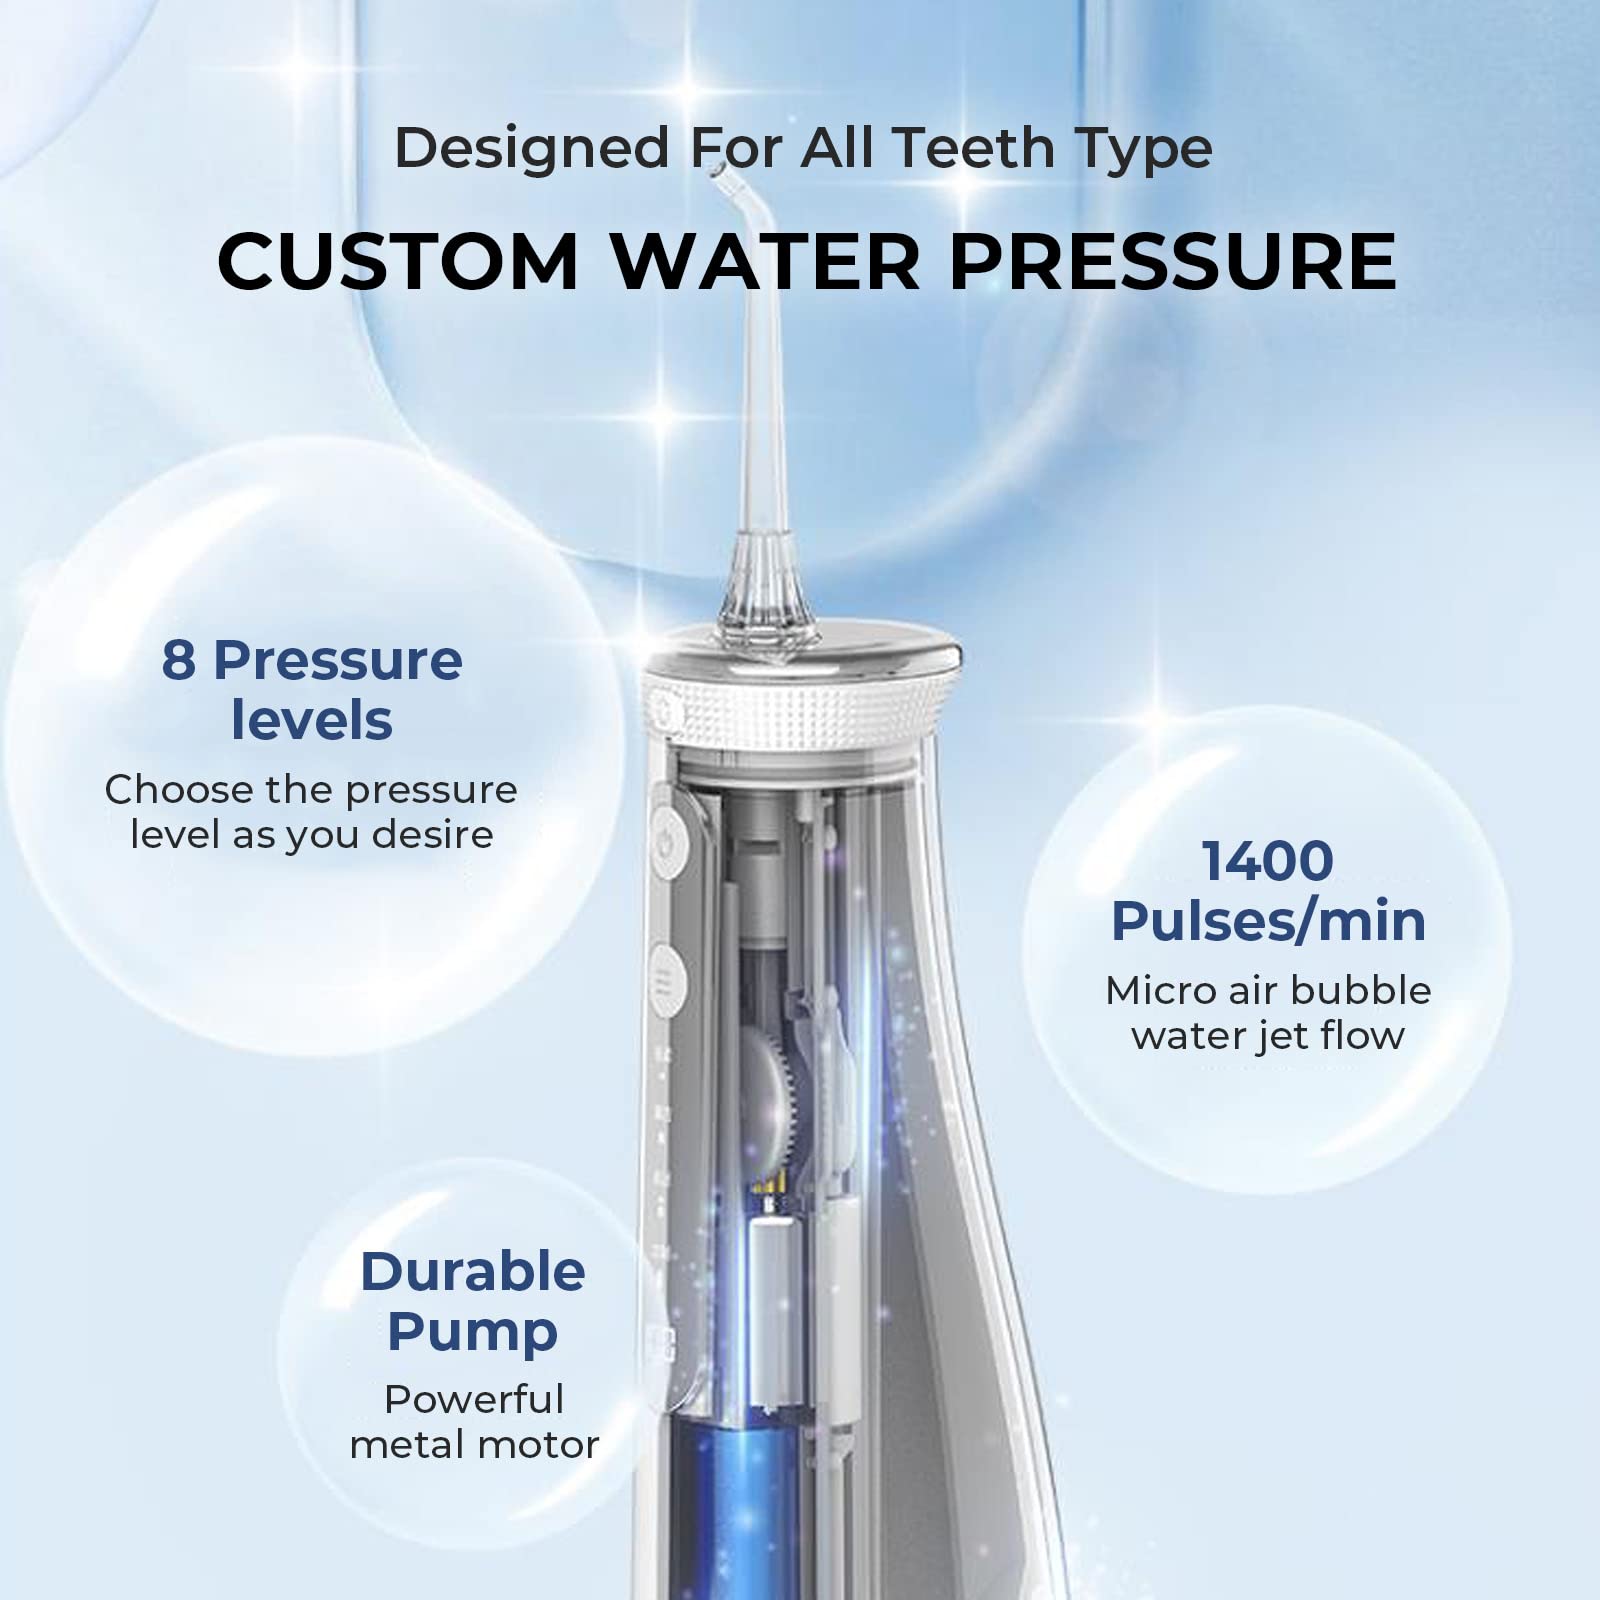 Designed For All Teeth Type
CUSTOM WATER PRESSURE
8 Pressure
levels
Choose the pressure
level as you desire
1400
Pulses/min
Micro air bubble
water jet flow
Durable
Pump
Powerful
metal motor